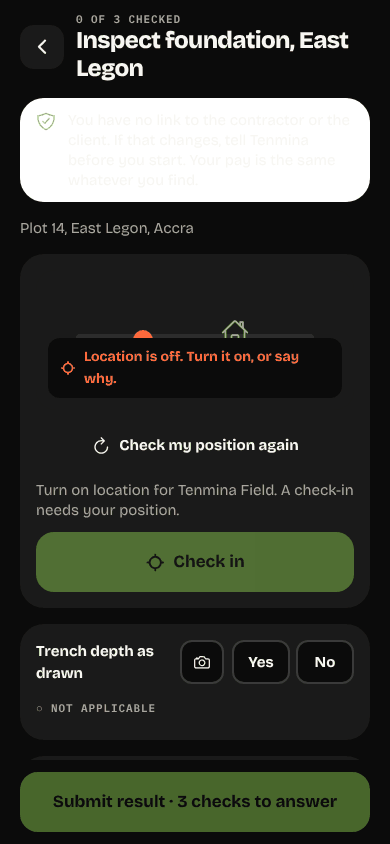 0 OF 3 CHECKED
Inspect foundation, East
Legon
You have no link to the contractor or the
client. If that changes, tell Tenmina
before you start. Your pay is the same
whatever you find.
Plot 14, East Legon, Accra
Location is off. Turn it on, or say
why.
Check my position again
Turn on location for Tenmina Field. A check-in
needs your position.
Check in
Trench depth as
drawn
Yes
No
NOT APPLICABLE
Submit result · 3 checks to answer